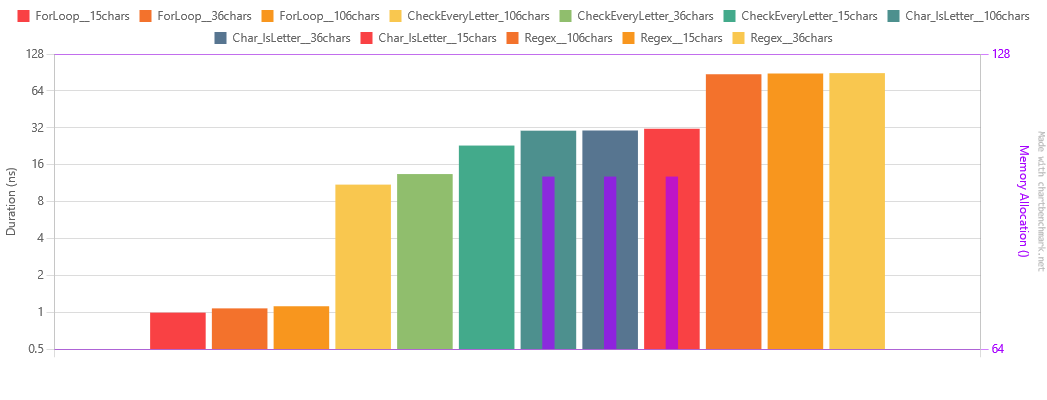 ForLoop__15chars ForLoop__36chars ForLoop__106chars CheckEveryLetter_106chars CheckEveryLetter_36chars CheckEveryLetter_15chars Char_IsLetter__106chars
Char_IsLetter__36chars Char_IsLetter__15chars Regex__106chars Regex__15chars Regex__36chars
128
64
32
16
8
4
2
1
0.5
Duration (ns)
128
64
Memory Allocation ()
Made with chartbenchmark.net